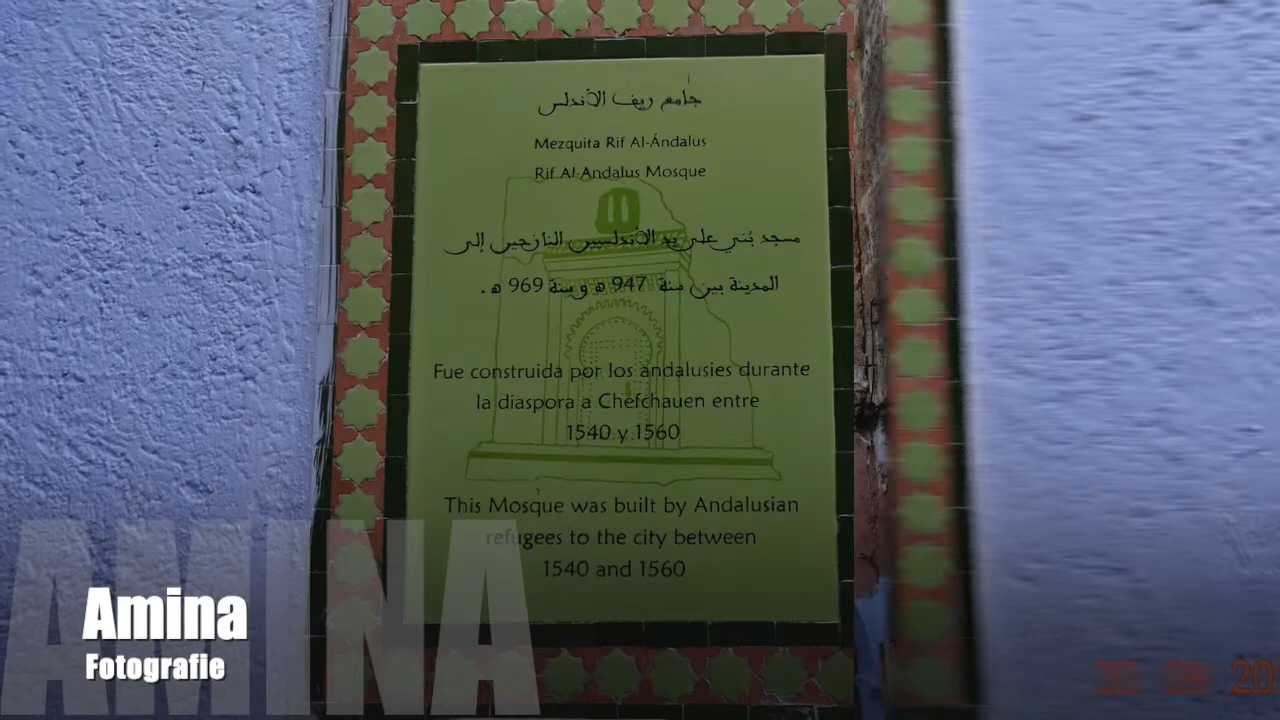 جامع ريف الأندلس
Mezquita Rif Al-Ándalus
Rif Al-Andalus Mosque
مسجد بُني على يد الأندلسيين النازحين إلى
المدينة بين سنة 947 ه وسنة 969 ه .
Fue construida por los andalusies durante
la diaspora a Chefchauen entre
1540 y 1560
This Mosque was built by Andalusian
refugees to the city between
1540 and 1560
AMINA
Amina
Fotografie